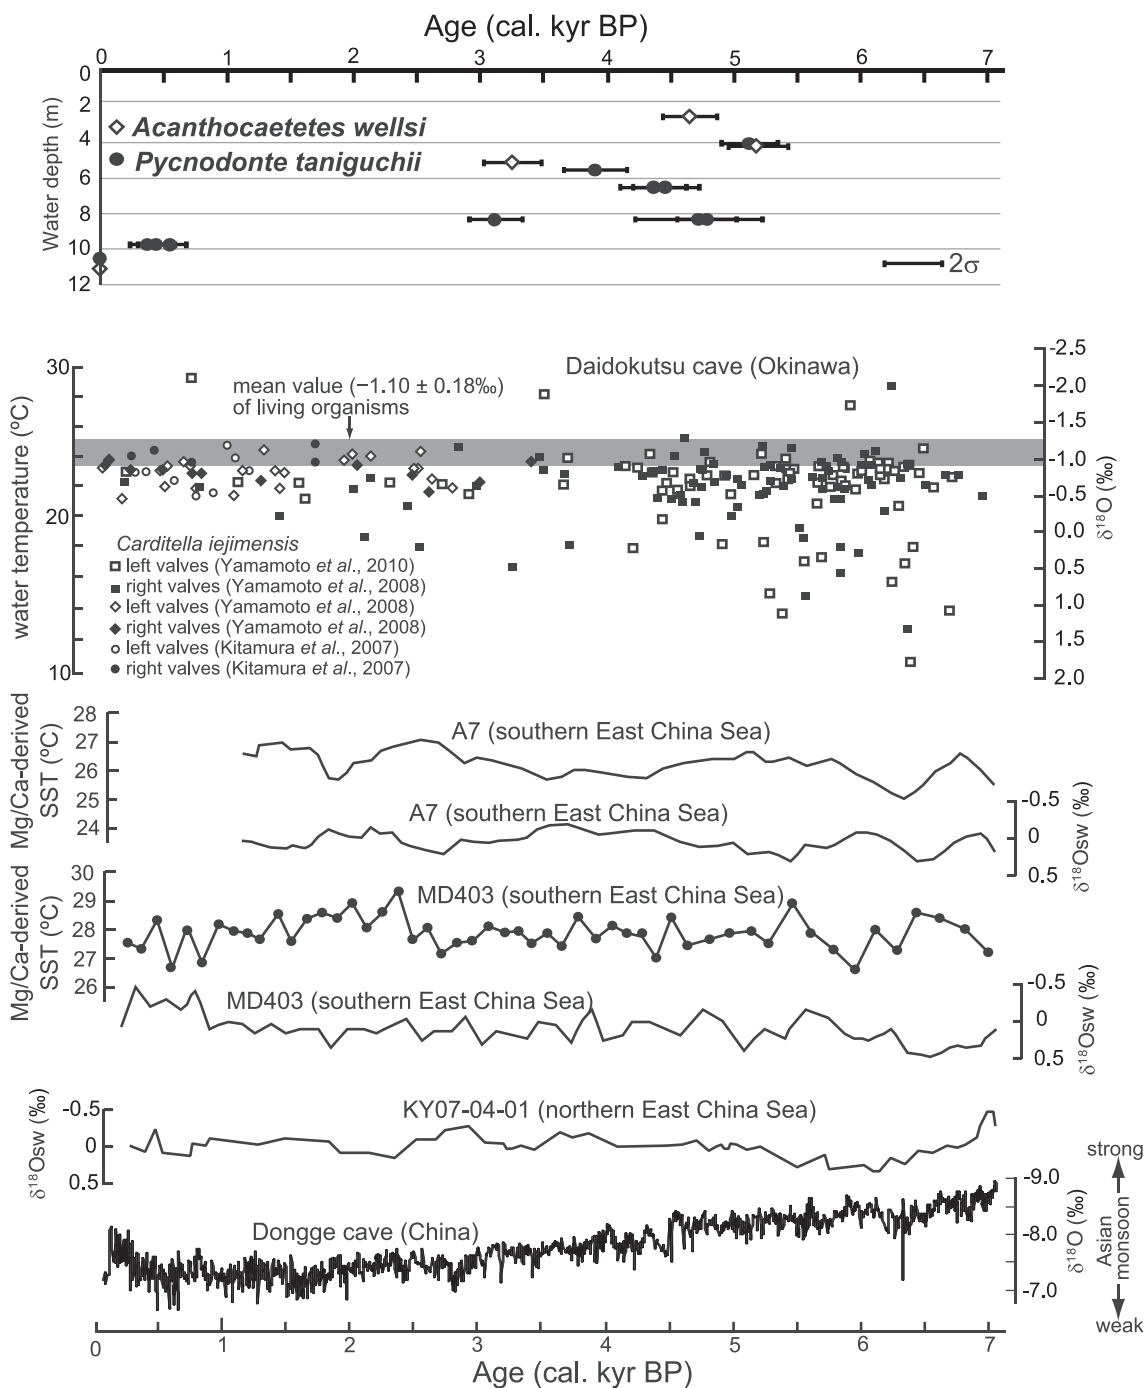 Age (cal. kyr BP)
0 1 2 3 4 5 6 7
Water depth (m)
0
2
4
6
8
10
12
Acanthocaetetes wellsi
Pycnodonte taniguchii
2σ
water temperature (ºC)
30
20
10
Daidokutsu cave (Okinawa)
mean value (−1.10 ± 0.18‰)
of living organisms
Carditella iejimensis
left valves (Yamamoto et al., 2010)
right valves (Yamamoto et al., 2008)
left valves (Yamamoto et al., 2008)
right valves (Yamamoto et al., 2008)
left valves (Kitamura et al., 2007)
right valves (Kitamura et al., 2007)
-2.5
-2.0
-1.5
-1.0
-0.5
0.0
0.5
1.0
1.5
2.0
δ18O (‰)
Mg/Ca-derived
SST (ºC)
28
27
26
25
24
A7 (southern East China Sea)
A7 (southern East China Sea)
-0.5
0
0.5
δ18Osw (‰)
Mg/Ca-derived
SST (ºC)
30
29
28
27
26
MD403 (southern East China Sea)
MD403 (southern East China Sea)
-0.5
0
0.5
δ18Osw (‰)
δ18Osw (‰)
-0.5
0
0.5
KY07-04-01 (northern East China Sea)
Dongge cave (China)
-9.0
-8.0
-7.0
δ18O (‰)
strong
Asian
monsoon
weak
0 1 2 3 4 5 6 7
Age (cal. kyr BP)